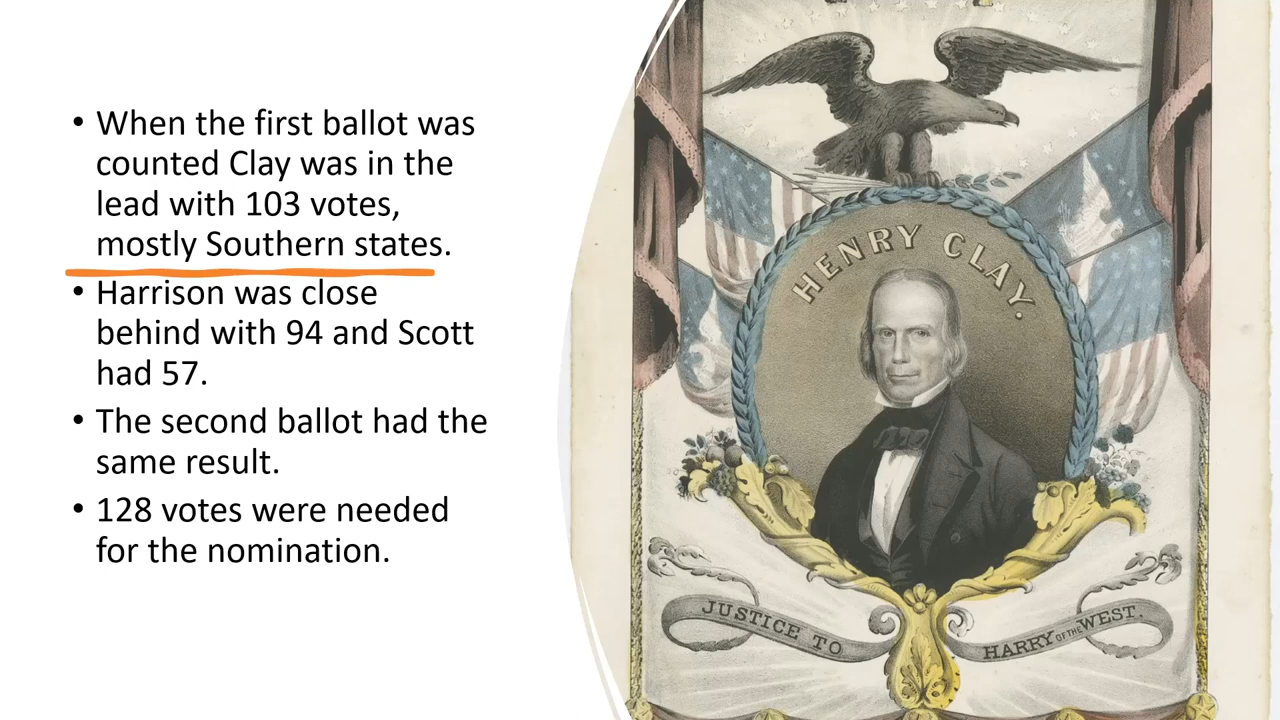 • When the first ballot was
counted Clay was in the
lead with 103 votes,
mostly Southern states.
• Harrison was close
behind with 94 and Scott
had 57.
• The second ballot had the
same result.
• 128 votes were needed
for the nomination.
HENRY CLAY.
JUSTICE TO
HARRY OF THE WEST.